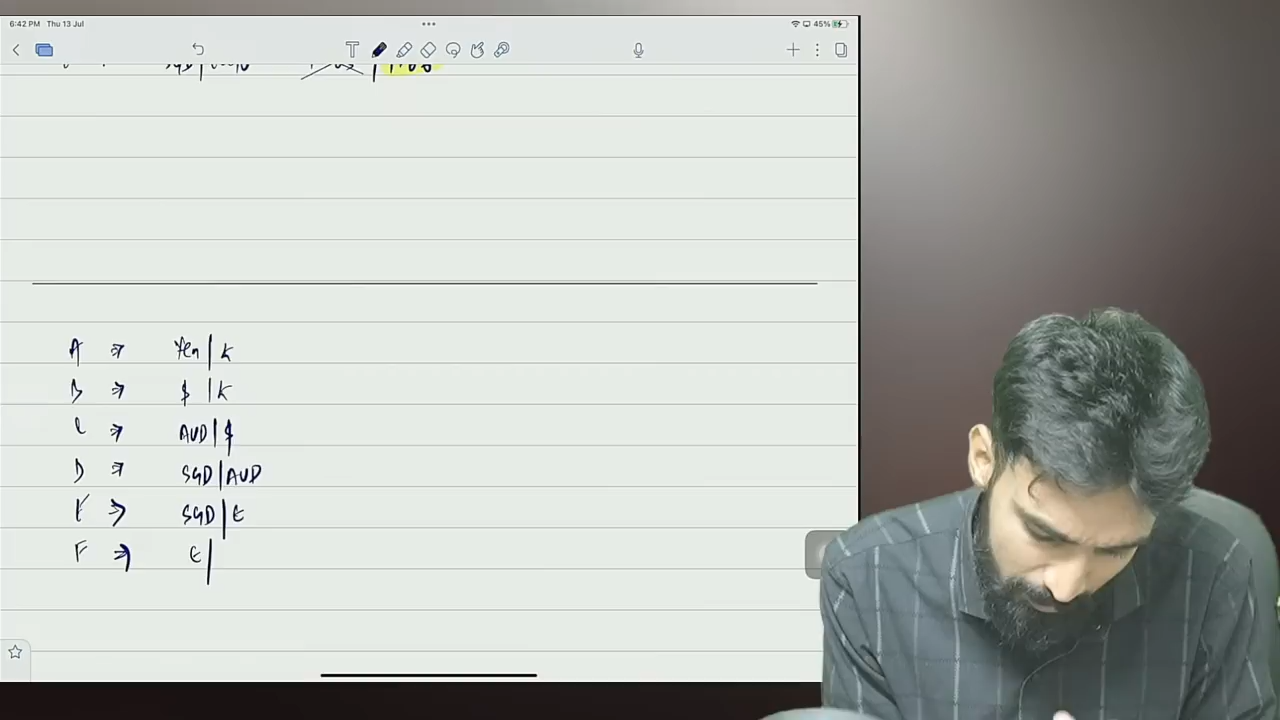 6:42 PM Thu 13 Jul
45%
T
A ⇒ Yen | £
B ⇒ $ | £
C ⇒ AUD | $
D ⇒ SGD | AUD
E ⇒ SGD | €
F ⇒ € |